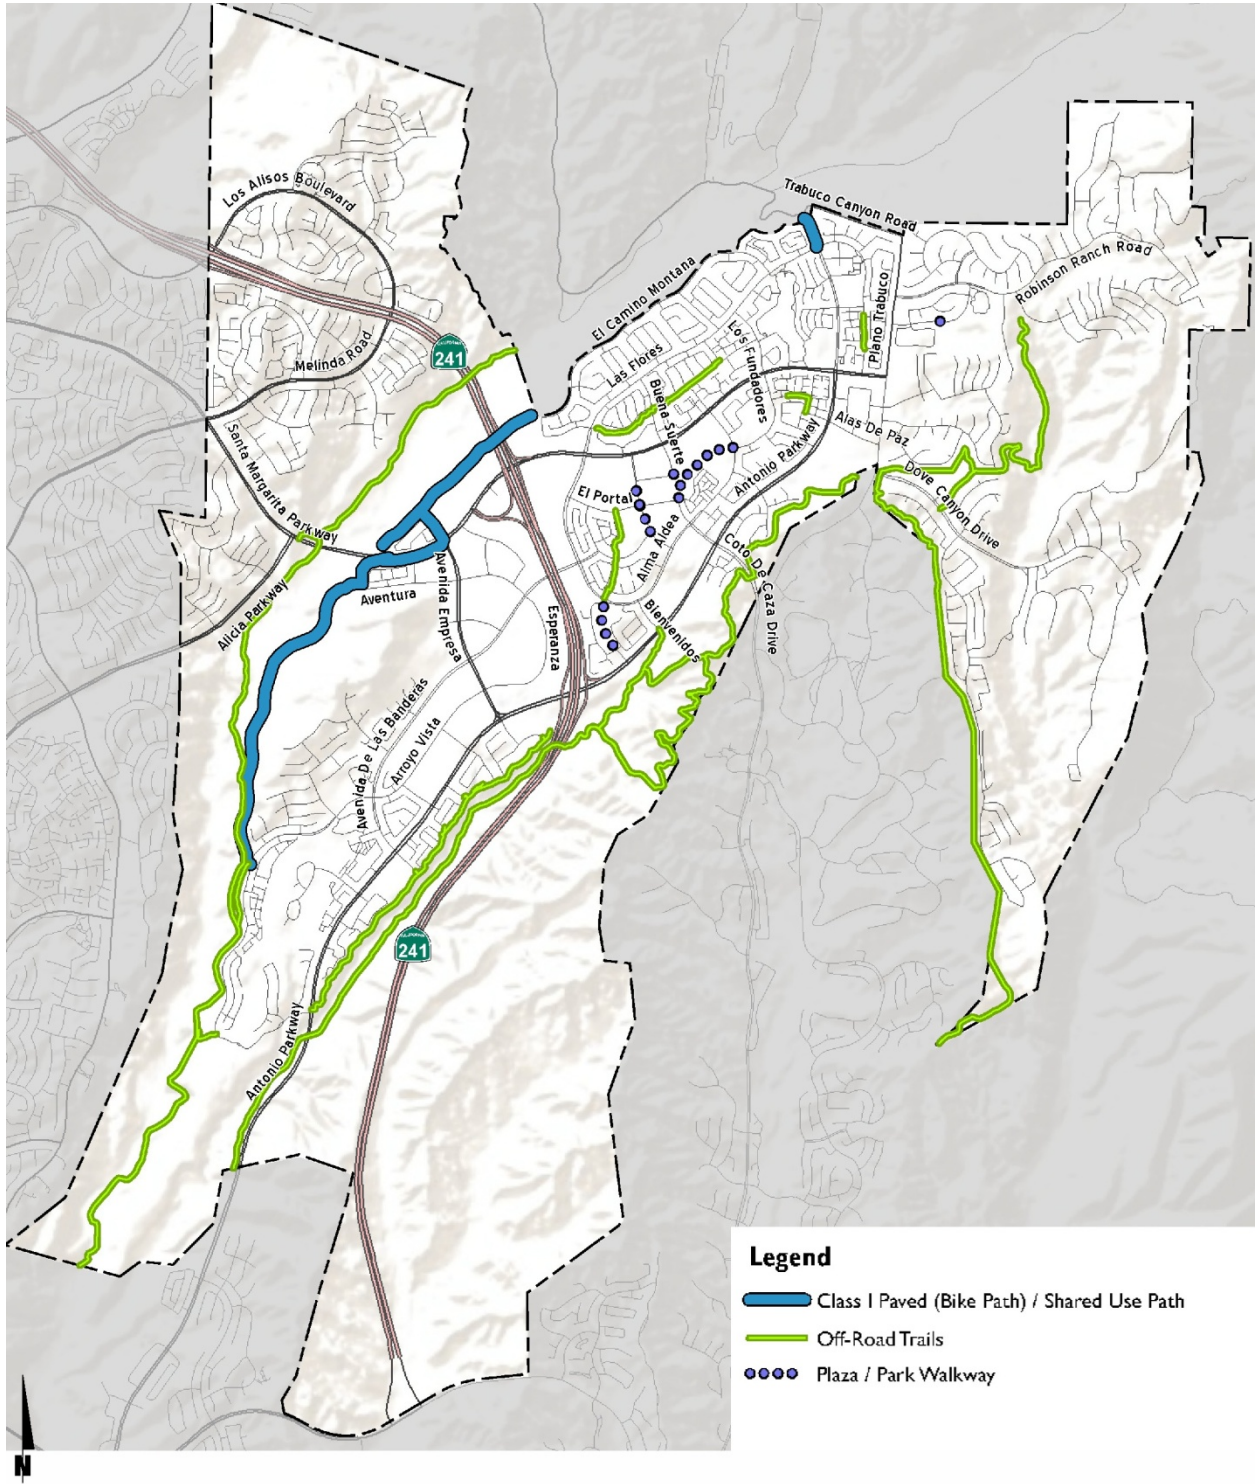 Trabuco Canyon Road
Los Alisos Boulevard
Robinson Ranch Road
El Camino Montana
Plano Trabuco
CALIFORNIA
241
Melinda Road
Las Flores
Los Fundadores
Buena Suerte
Alas De Paz
Santa Margarita Parkway
Antonio Parkway
Dove Canyon Drive
El Portal
Alma Aldea
Coto De Caza Drive
Alicia Parkway
Aventura
Avenida Empresa
Esperanza
Bienvenidos
Avenida De Las Banderas
Arroyo Vista
CALIFORNIA
241
Antonio Parkway
Legend
Class I Paved (Bike Path) / Shared Use Path
Off-Road Trails
Plaza / Park Walkway
N